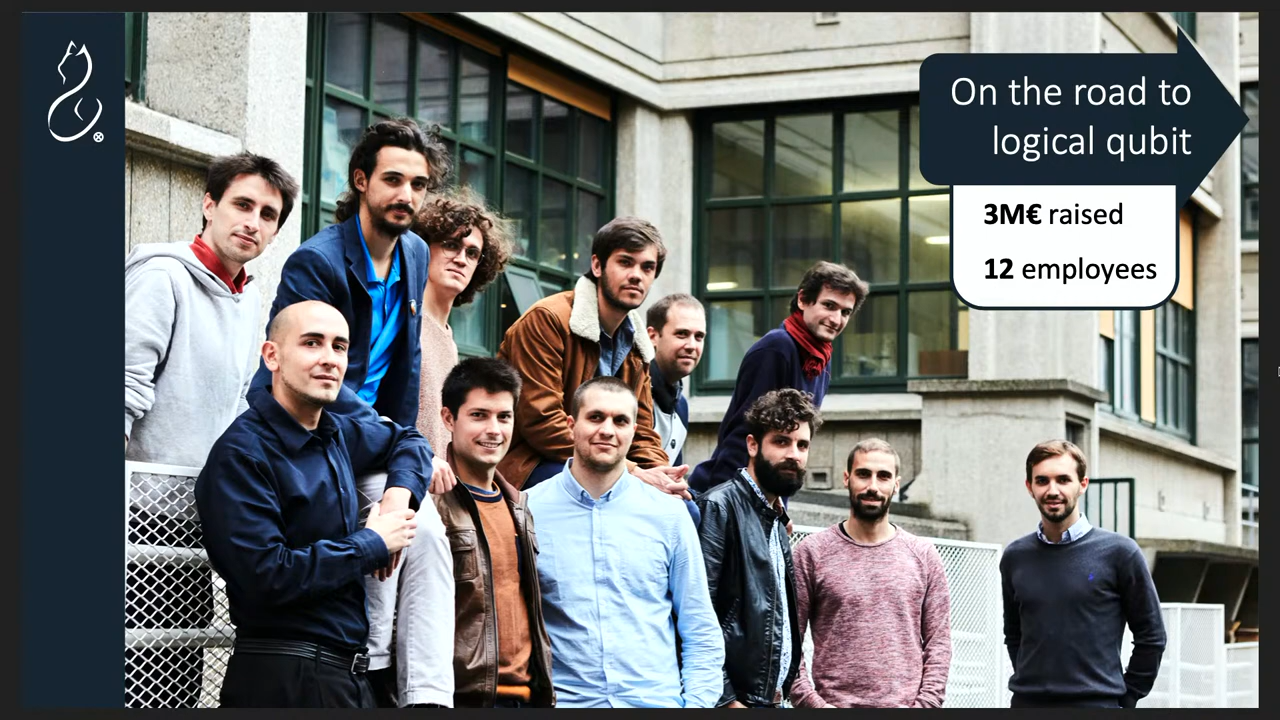 On the road to
logical qubit
3M€ raised
12 employees